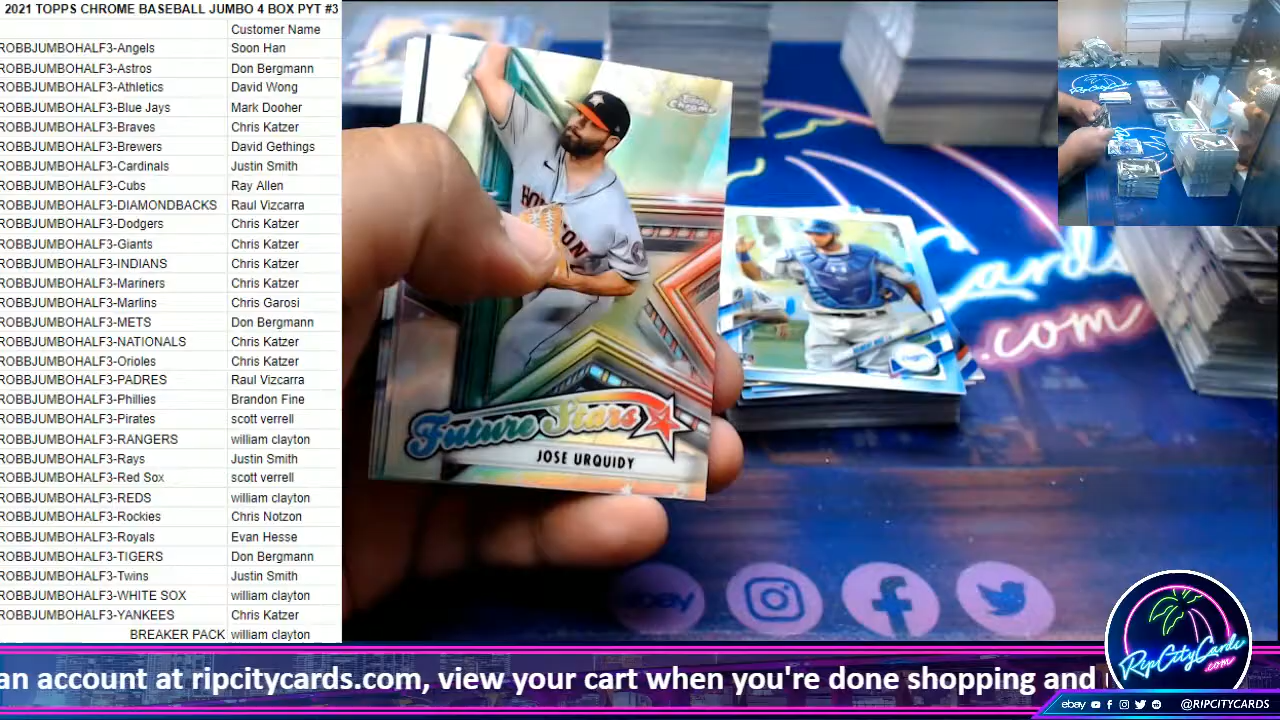 2021 TOPPS CHROME BASEBALL JUMBO 4 BOX PYT #3
Customer Name
ROBBJUMBOHALF3-Angels Soon Han
ROBBJUMBOHALF3-Astros Don Bergmann
ROBBJUMBOHALF3-Athletics David Wong
ROBBJUMBOHALF3-Blue Jays Mark Dooher
ROBBJUMBOHALF3-Braves Chris Katzer
ROBBJUMBOHALF3-Brewers David Gethings
ROBBJUMBOHALF3-Cardinals Justin Smith
ROBBJUMBOHALF3-Cubs Ray Allen
ROBBJUMBOHALF3-DIAMONDBACKS Raul Vizcarra
ROBBJUMBOHALF3-Dodgers Chris Katzer
ROBBJUMBOHALF3-Giants Chris Katzer
ROBBJUMBOHALF3-INDIANS Chris Katzer
ROBBJUMBOHALF3-Mariners Chris Katzer
ROBBJUMBOHALF3-Marlins Chris Garosi
ROBBJUMBOHALF3-METS Don Bergmann
ROBBJUMBOHALF3-NATIONALS Chris Katzer
ROBBJUMBOHALF3-Orioles Chris Katzer
ROBBJUMBOHALF3-PADRES Raul Vizcarra
ROBBJUMBOHALF3-Phillies Brandon Fine
ROBBJUMBOHALF3-Pirates scott verrell
ROBBJUMBOHALF3-RANGERS william clayton
ROBBJUMBOHALF3-Rays Justin Smith
ROBBJUMBOHALF3-Red Sox scott verrell
ROBBJUMBOHALF3-REDS william clayton
ROBBJUMBOHALF3-Rockies Chris Notzon
ROBBJUMBOHALF3-Royals Evan Hesse
ROBBJUMBOHALF3-TIGERS Don Bergmann
ROBBJUMBOHALF3-Twins Justin Smith
ROBBJUMBOHALF3-WHITE SOX william clayton
ROBBJUMBOHALF3-YANKEES Chris Katzer
BREAKER PACK william clayton
Topps Chrome
HOUSTON
Future Stars
JOSE URQUIDY
Cards
.com
ebay
RipCityCards
.com
an account at ripcitycards.com, view your cart when you're done shopping and
ebay @RIPCITYCARDS